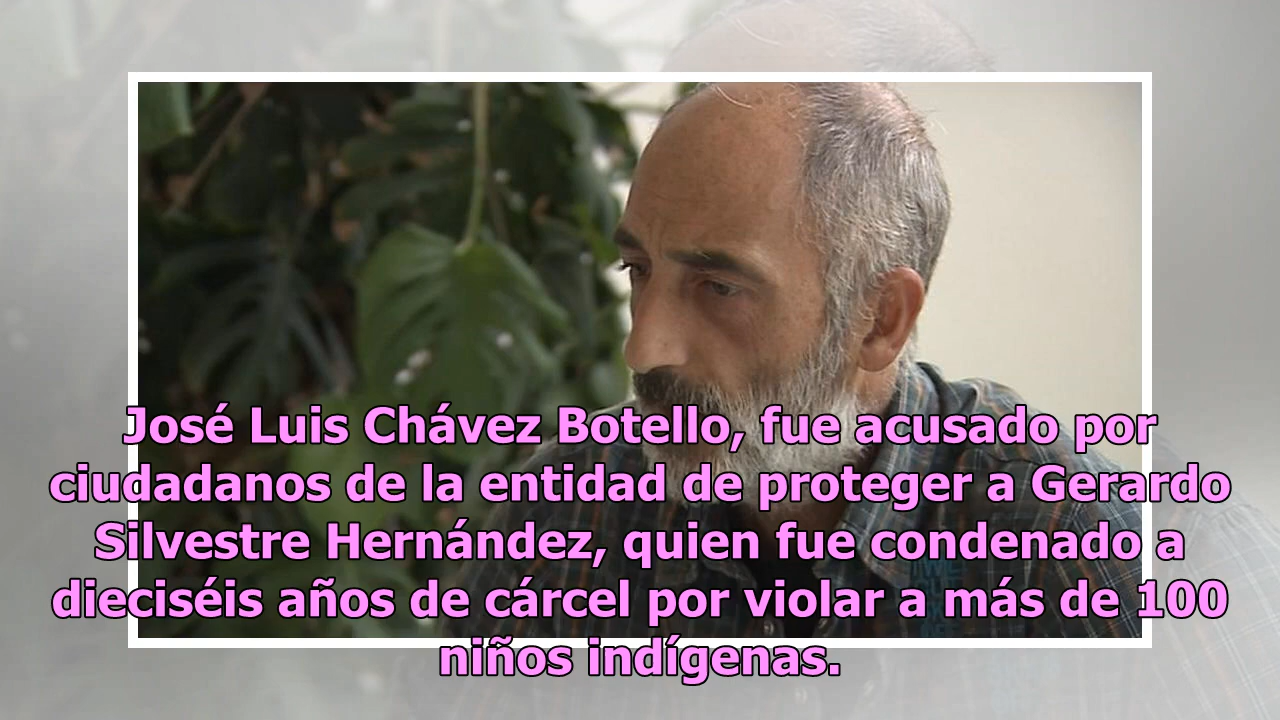 José Luis Chávez Botello, fue acusado por
ciudadanos de la entidad de proteger a Gerardo
Silvestre Hernández, quien fue condenado a
dieciséis años de cárcel por violar a más de 100
niños indígenas.